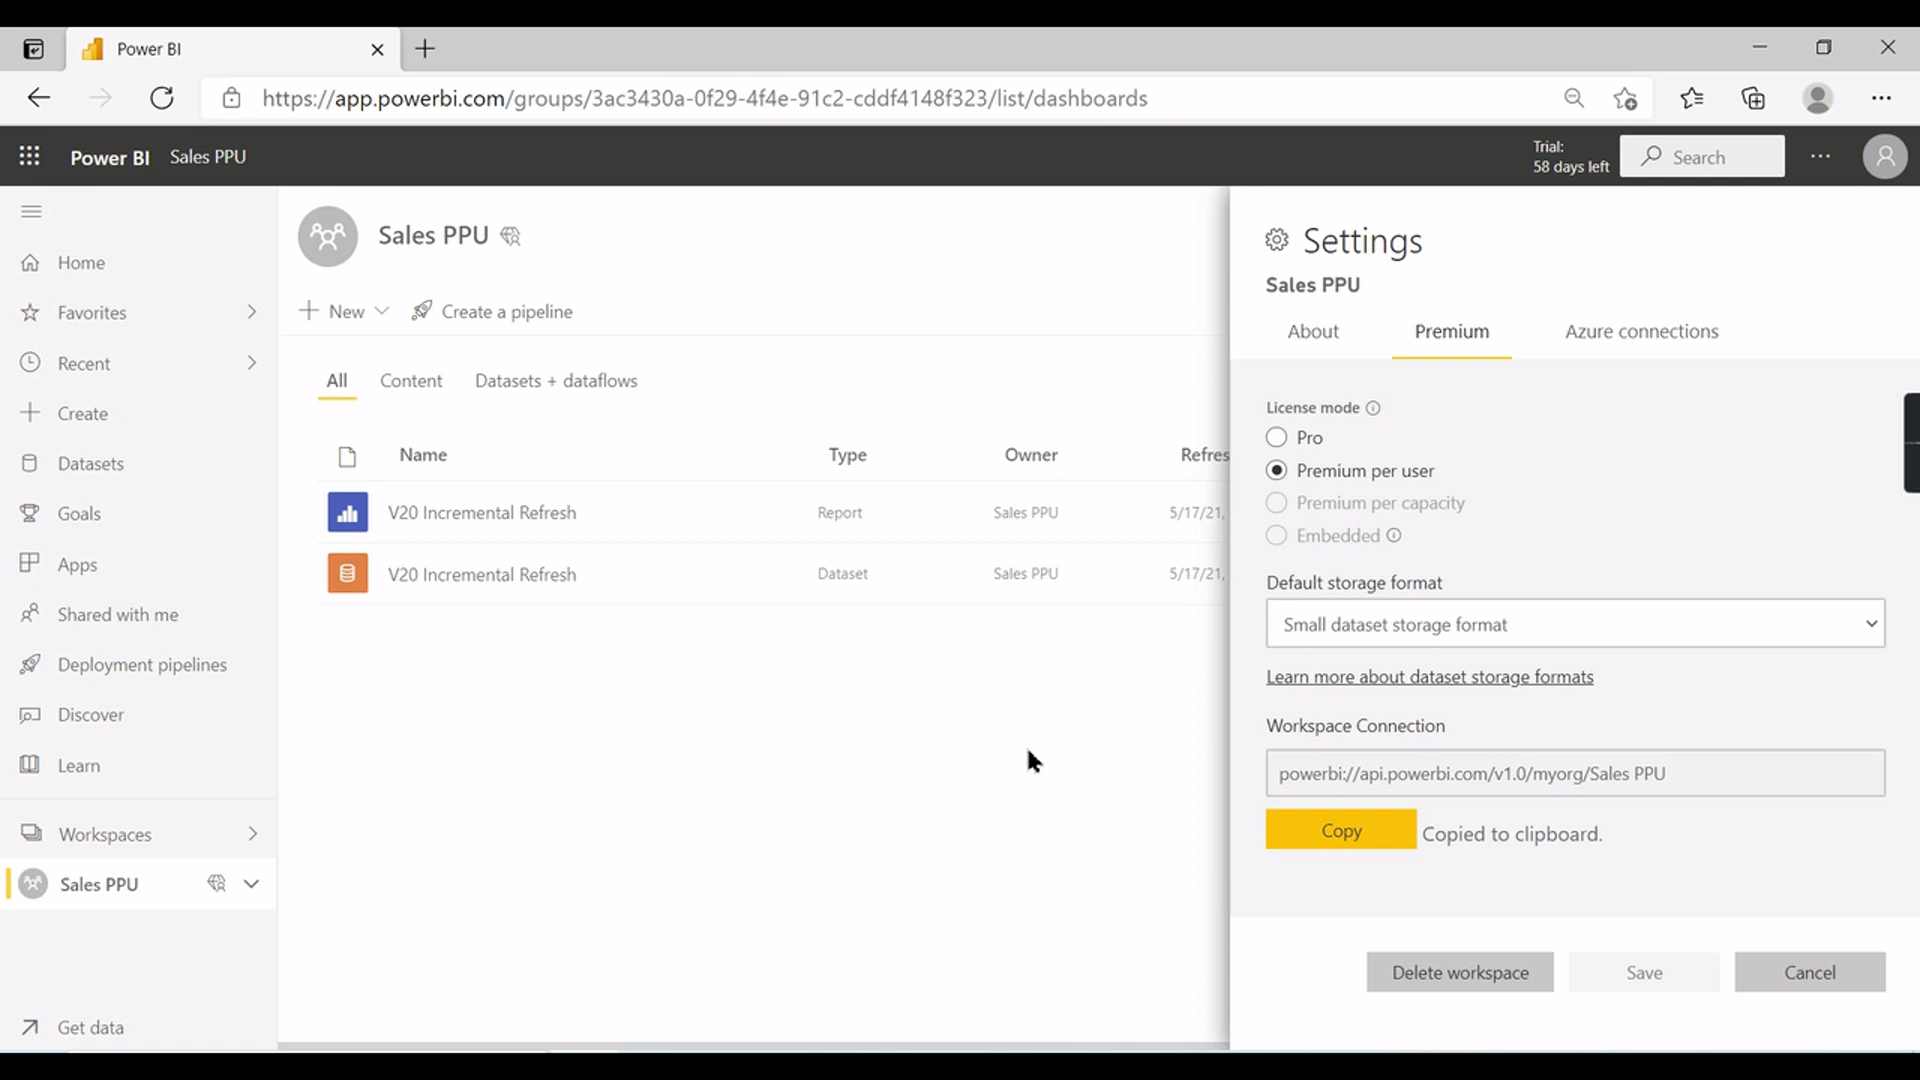 Power BI
https://app.powerbi.com/groups/3ac3430a-0f29-4f4e-91c2-cddf4148f323/list/dashboards
Power BI Sales PPU
Trial:
58 days left
Search
Home
Favorites
Recent
Create
Datasets
Goals
Apps
Shared with me
Deployment pipelines
Discover
Learn
Workspaces
Sales PPU
Get data
Sales PPU
New
Create a pipeline
All Content Datasets + dataflows
Name Type Owner Refres
V20 Incremental Refresh Report Sales PPU 5/17/21,
V20 Incremental Refresh Dataset Sales PPU 5/17/21,
Settings
Sales PPU
About Premium Azure connections
License mode
Pro
Premium per user
Premium per capacity
Embedded
Default storage format
Small dataset storage format
Learn more about dataset storage formats
Workspace Connection
powerbi://api.powerbi.com/v1.0/myorg/Sales PPU
Copy Copied to clipboard.
Delete workspace Save Cancel